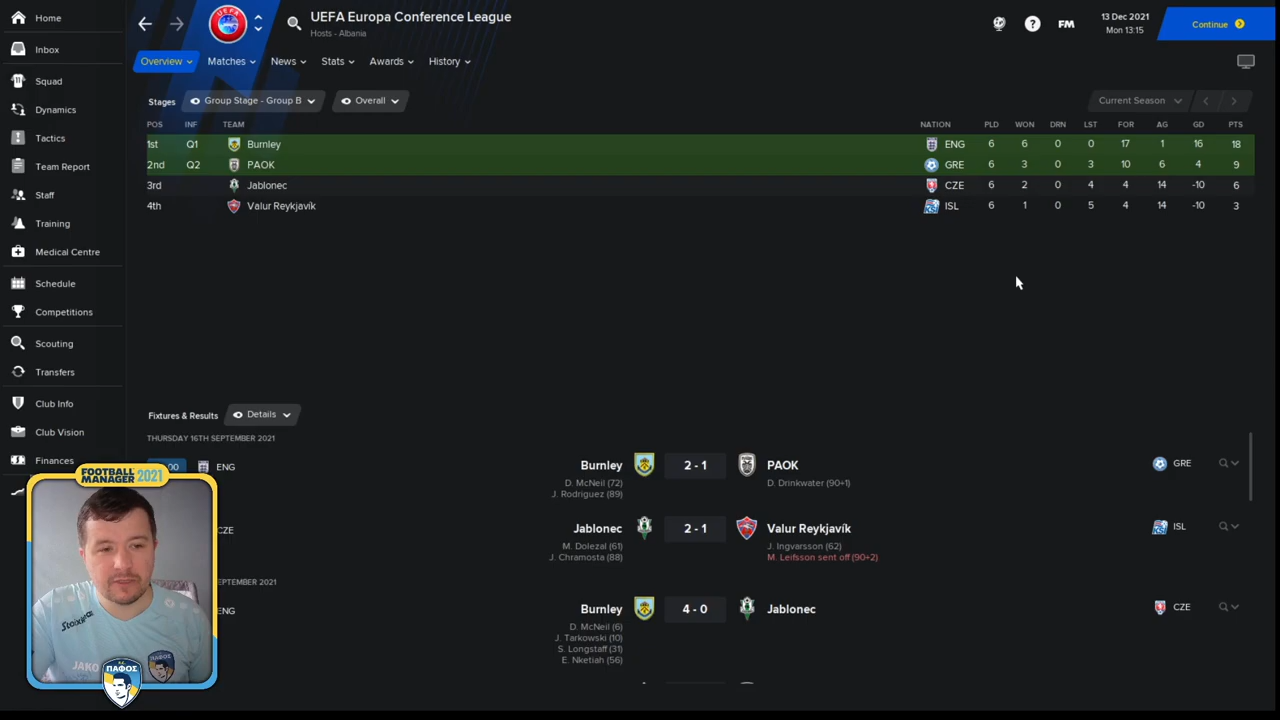 Home
UEFA Europa Conference League
Hosts - Albania
13 Dec 2021
Mon 13:15
FM
Continue
Inbox
Overview
Matches
News
Stats
Awards
History
Squad
Dynamics
Tactics
Team Report
Staff
Training
Medical Centre
Schedule
Competitions
Scouting
Transfers
Club Info
Club Vision
Finances
Stages
Group Stage - Group B
Overall
Current Season
POS INF TEAM NATION PLD WON DRN LST FOR AG GD PTS
1st Q1 Burnley ENG 6 6 0 0 17 1 16 18
2nd Q2 PAOK GRE 6 3 0 3 10 6 4 9
3rd Jablonec CZE 6 2 0 4 4 14 -10 6
4th Valur Reykjavík ISL 6 1 0 5 4 14 -10 3
Fixtures & Results
Details
THURSDAY 16TH SEPTEMBER 2021
ENG Burnley 2 - 1 PAOK GRE
D. McNeil (72) D. Drinkwater (90+1)
J. Rodriguez (89)
CZE Jablonec 2 - 1 Valur Reykjavík ISL
M. Dolezal (61) J. Ingvarsson (62)
J. Chramosta (88) M. Leifsson sent off (90+2)
EPTEMBER 2021
ENG Burnley 4 - 0 Jablonec CZE
D. McNeil (6)
J. Tarkowski (10)
S. Longstaff (31)
E. Nketiah (56)
FOOTBALL
MANAGER 2021
Stoiximan
JAKO
ΠΑΦΟΣ